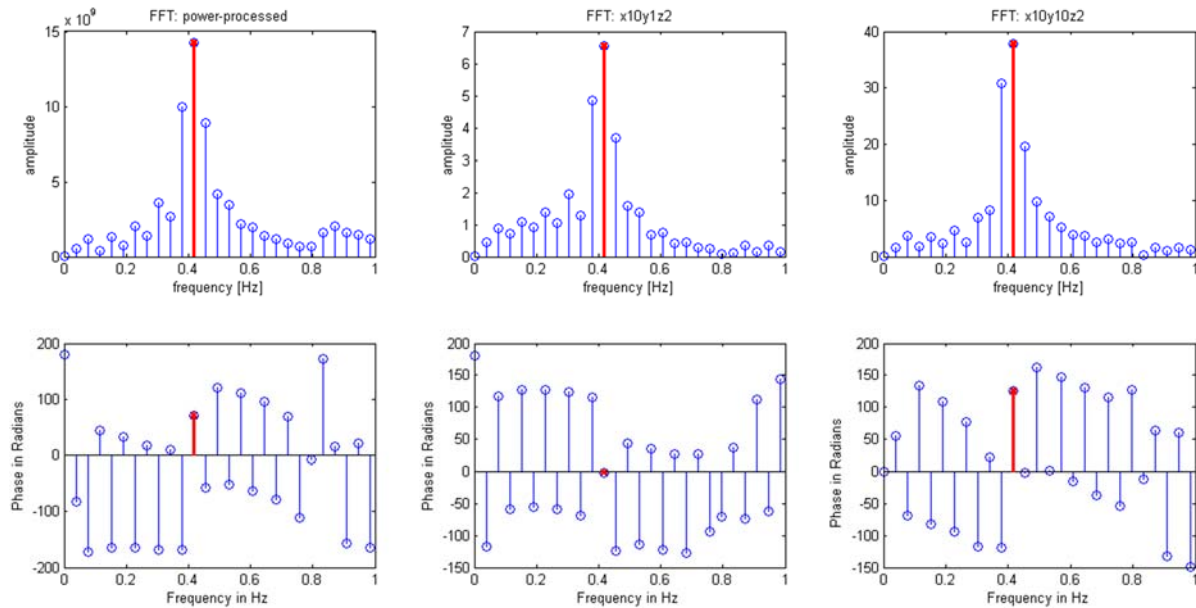 FFT: power-processed
x 10^9
15
10
5
0
amplitude
0 0.2 0.4 0.6 0.8 1
frequency [Hz]
FFT: x10y1z2
7
6
5
4
3
2
1
0
amplitude
0 0.2 0.4 0.6 0.8 1
frequency [Hz]
FFT: x10y10z2
40
30
20
10
0
amplitude
0 0.2 0.4 0.6 0.8 1
frequency [Hz]
200
100
0
-100
-200
Phase in Radians
0 0.2 0.4 0.6 0.8 1
Frequency in Hz
200
150
100
50
0
-50
-100
-150
Phase in Radians
0 0.2 0.4 0.6 0.8 1
Frequency in Hz
200
150
100
50
0
-50
-100
-150
Phase in Radians
0 0.2 0.4 0.6 0.8 1
Frequency in Hz